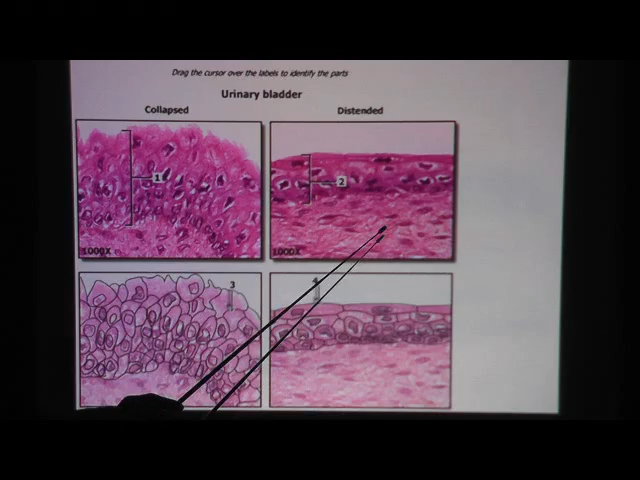 Drag the cursor over the labels to identify the parts
Urinary bladder
Collapsed
Distended
1
2
1000X
1000X
3
4